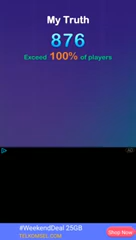 My Truth
876
Exceed 100% of players
#WeekendDeal 25GB
TELKOMSEL.COM
Shop Now